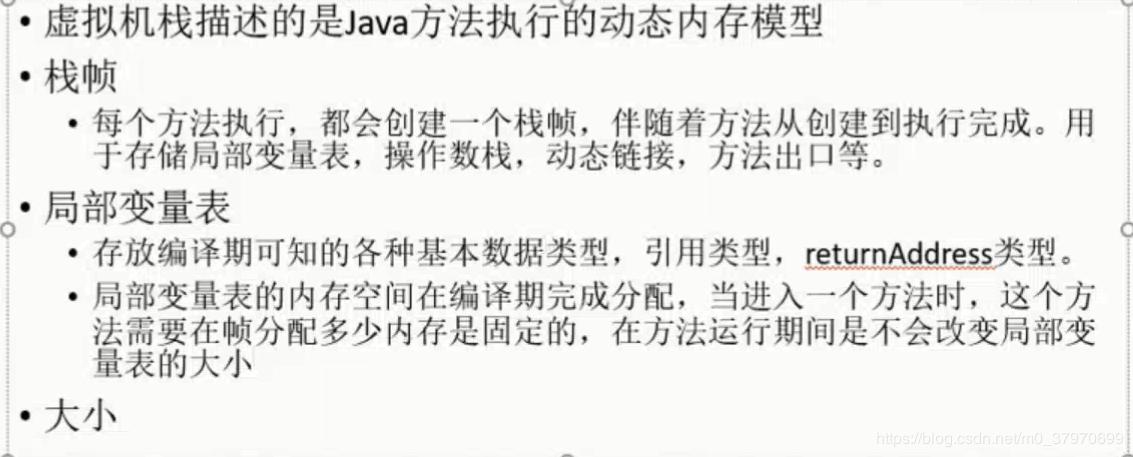 • 虚拟机栈描述的是Java方法执行的动态内存模型
• 栈帧
• 每个方法执行，都会创建一个栈帧，伴随着方法从创建到执行完成。用
于存储局部变量表，操作数栈，动态链接，方法出口等。
• 局部变量表
• 存放编译期可知的各种基本数据类型，引用类型，returnAddress类型。
• 局部变量表的内存空间在编译期完成分配，当进入一个方法时，这个方
法需要在帧分配多少内存是固定的，在方法运行期间是不会改变局部变
量表的大小
• 大小
https://blog.csdn.net/m0_37970699